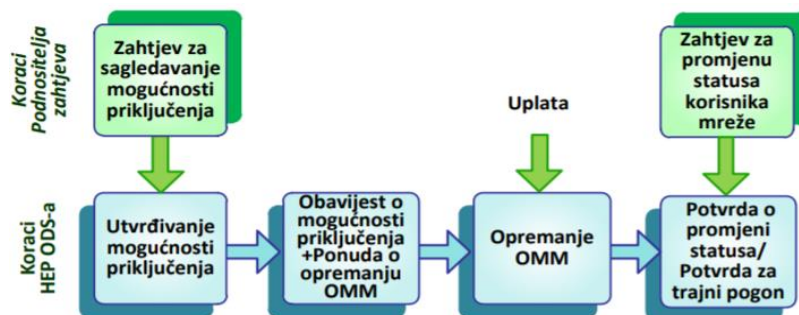 Koraci
Podnositelja
zahtjeva
Zahtjev za
sagledavanje
mogućnosti
priključenja
Uplata
Zahtjev za
promjenu
statusa
korisnika
mreže
Koraci
HEP ODS-a
Utvrđivanje
mogućnosti
priključenja
Obavijest o
mogućnosti
priključenja
+Ponuda o
opremanju
OMM
Opremanje
OMM
Potvrda o
promjeni
statusa/
Potvrda za
trajni pogon